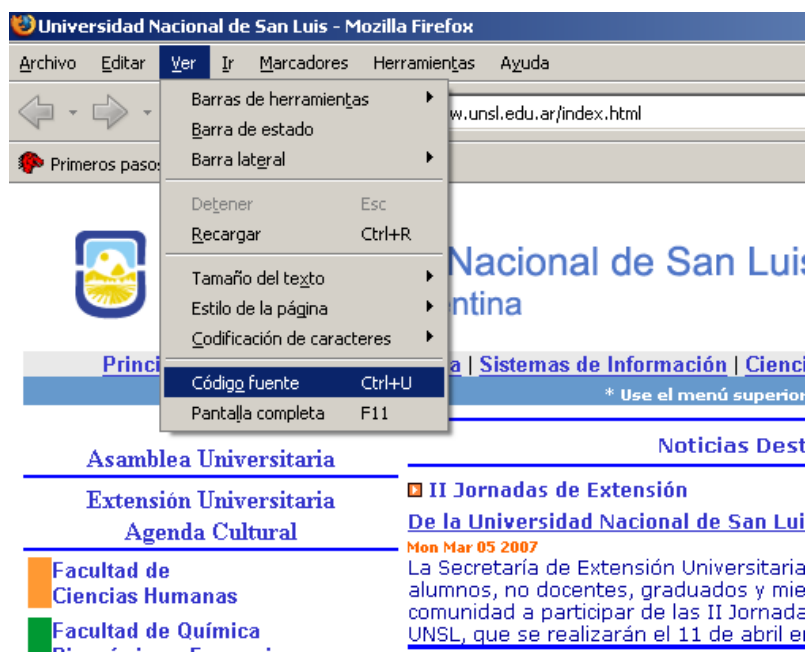 Universidad Nacional de San Luis - Mozilla Firefox
Archivo Editar Ver Ir Marcadores Herramientas Ayuda
Barras de herramientas
Barra de estado
Barra lateral
Detener Esc
Recargar Ctrl+R
Tamaño del texto
Estilo de la página
Codificación de caracteres
Código fuente Ctrl+U
Pantalla completa F11
w.unsl.edu.ar/index.html
Primeros pasos
Nacional de San Luis
ntina
Princi a | Sistemas de Información | Cienci
* Use el menú superior
Asamblea Universitaria
Extensión Universitaria
Agenda Cultural
Facultad de
Ciencias Humanas
Facultad de Química
Noticias Dest
II Jornadas de Extensión
De la Universidad Nacional de San Lui
Mon Mar 05 2007
La Secretaría de Extensión Universitaria
alumnos, no docentes, graduados y mie
comunidad a participar de las II Jornada
UNSL, que se realizarán el 11 de abril en